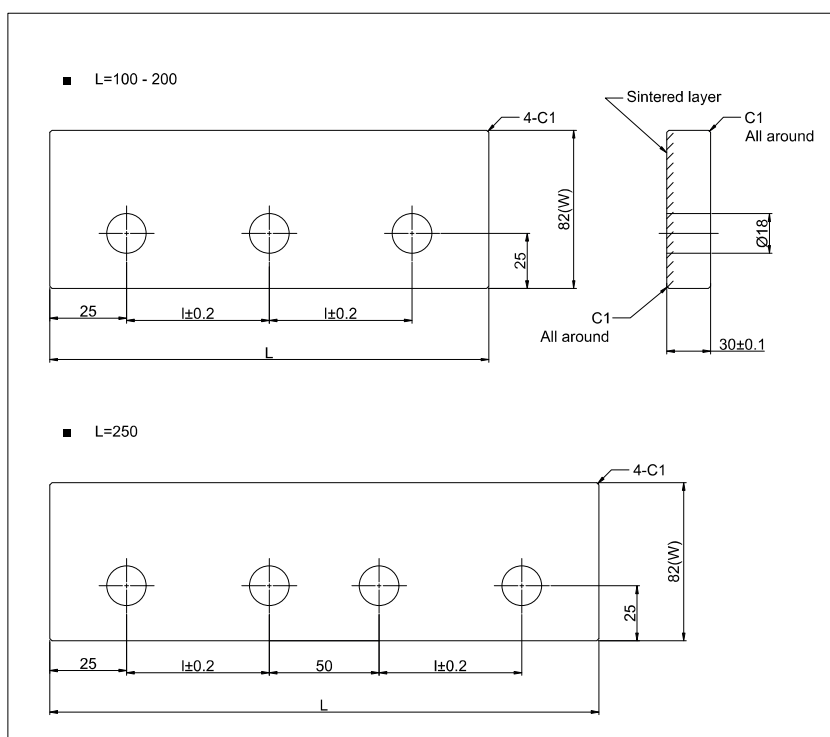 L=100 - 200
4-C1
82(W)
25
25
l±0.2
l±0.2
L
Sintered layer
C1
All around
Ø18
C1
All around
30±0.1
L=250
4-C1
82(W)
25
25
l±0.2
50
l±0.2
L